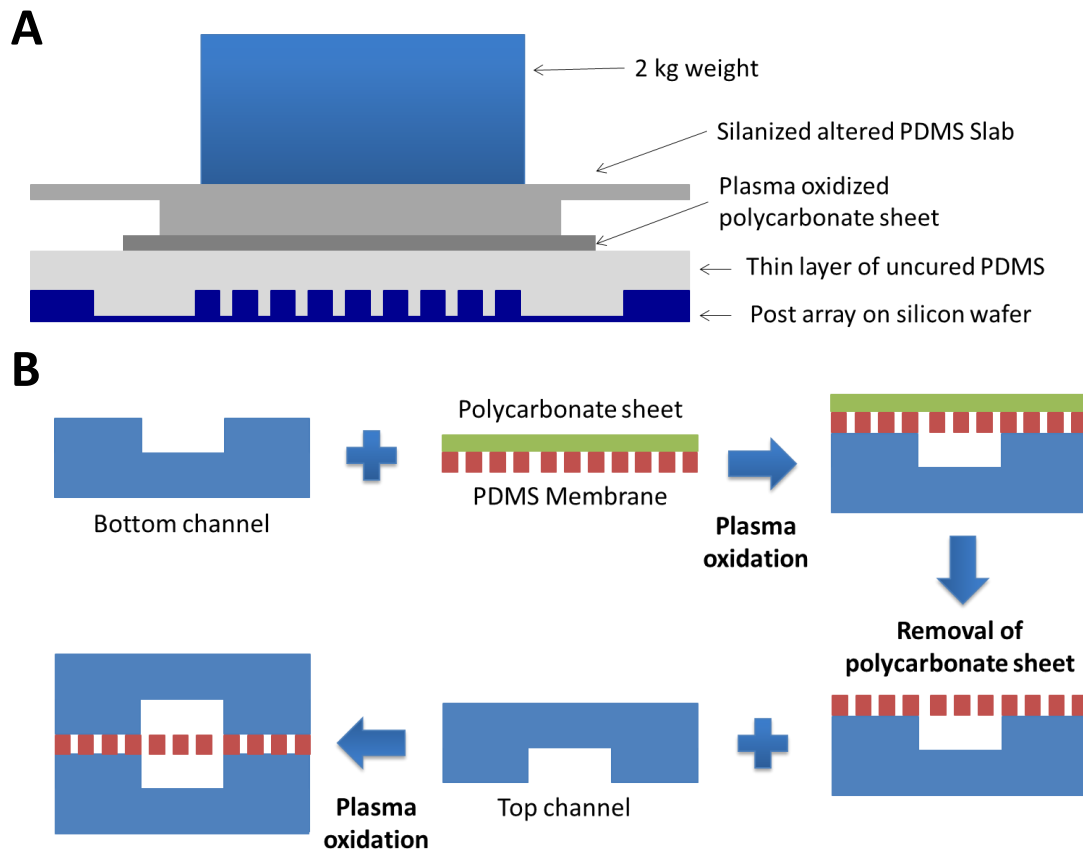 A
2 kg weight
Silanized altered PDMS Slab
Plasma oxidized
polycarbonate sheet
Thin layer of uncured PDMS
Post array on silicon wafer
B
Polycarbonate sheet
PDMS Membrane
Bottom channel
Plasma
oxidation
Removal of
polycarbonate sheet
Top channel
Plasma
oxidation